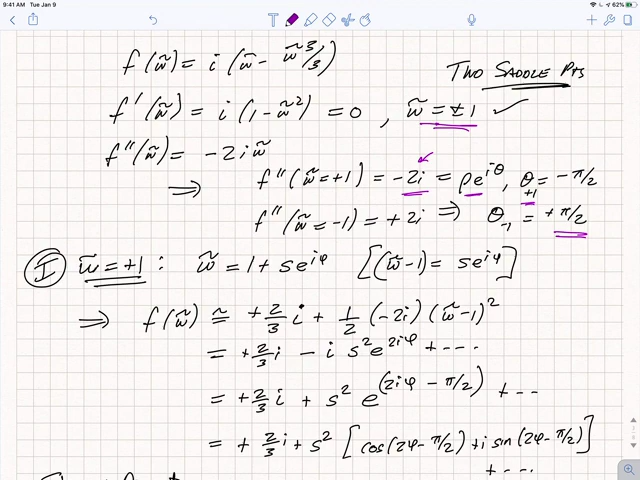 9:41 AM Tue Jan 9
62%
f(w̃) = i(w̃ - w̃³/3)
Two Saddle Pts
f'(w̃) = i(1-w̃²) = 0 , w̃ = ±1 ✓
f''(w̃) = -2iw̃
⇒ f''(w̃=+1) = -2i = ρe^{iθ}, θ₊₁ = -π/2
f''(w̃=-1) = +2i ⇒ θ₋₁ = +π/2
(I) w̃=+1 : w̃ = 1 + se^{iφ} [(w̃-1) = se^{iφ}]
⇒ f(w̃) ≅ +2/3 i + 1/2 (-2i)(w̃-1)²
= +2/3 i - i s² e^{2iφ} + ----
= +2/3 i + s² e^{(2iφ - π/2)} + --
= + 2/3 i + s² [cos(2φ-π/2) + i sin(2φ-π/2)]
+ ---